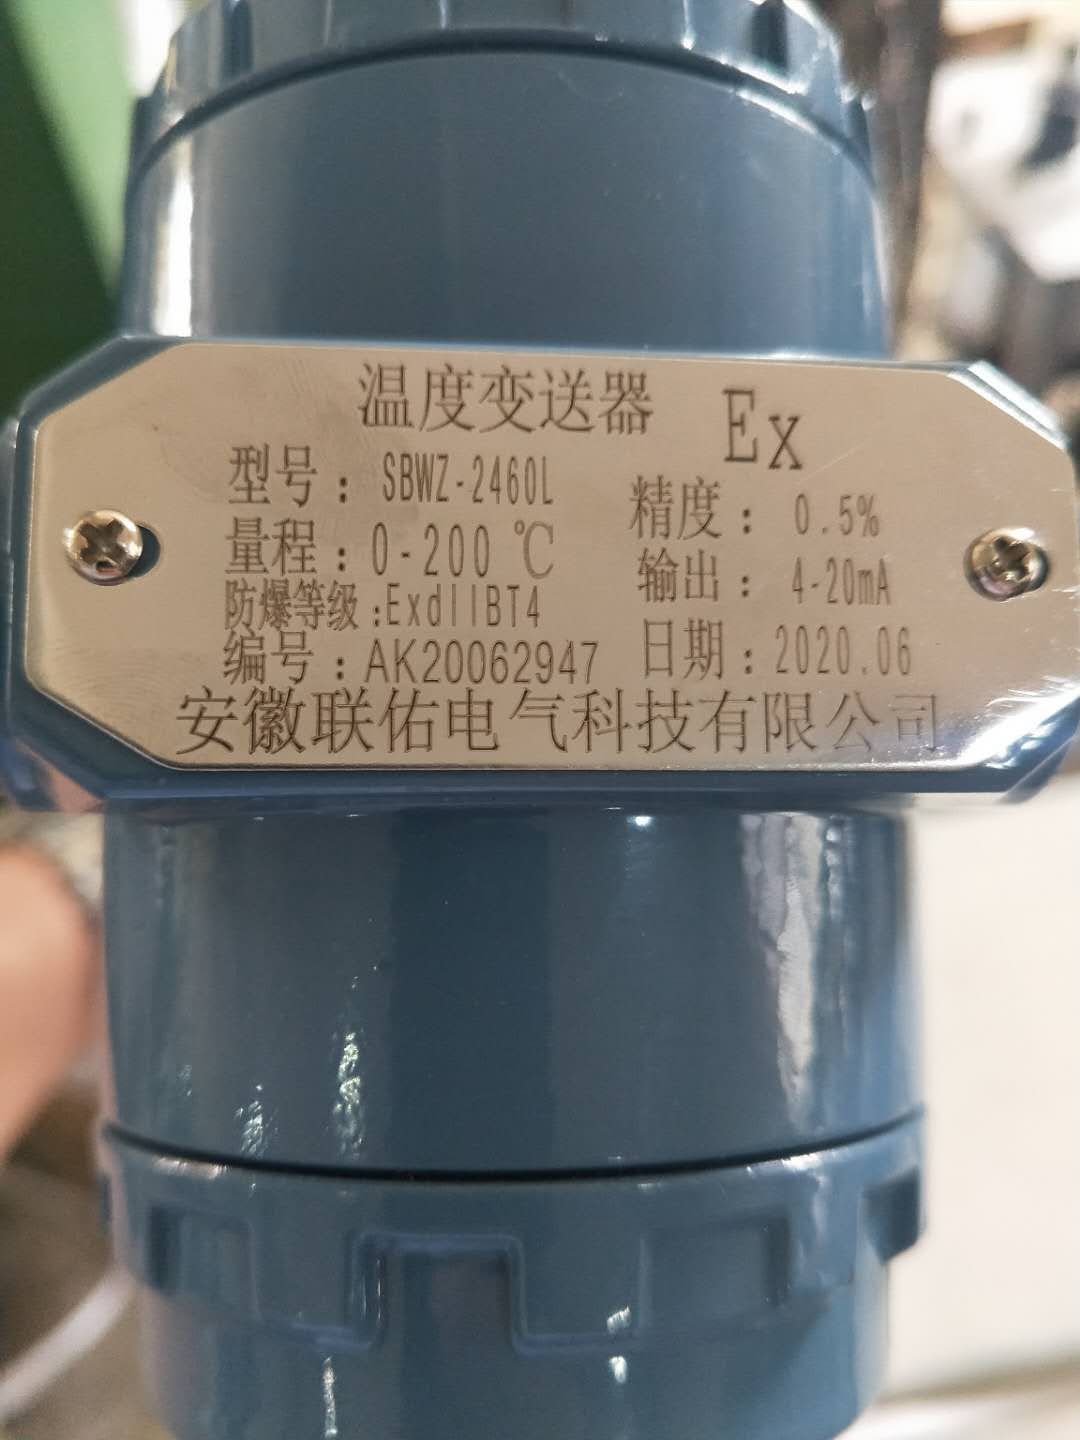 温度变送器 Ex
型号：SBWZ-2460L
精度：0.5%
量程：0-200℃
输出：4-20mA
防爆等级：ExdIIBT4
编号：AK20062947
日期：2020.06
安徽联佑电气科技有限公司